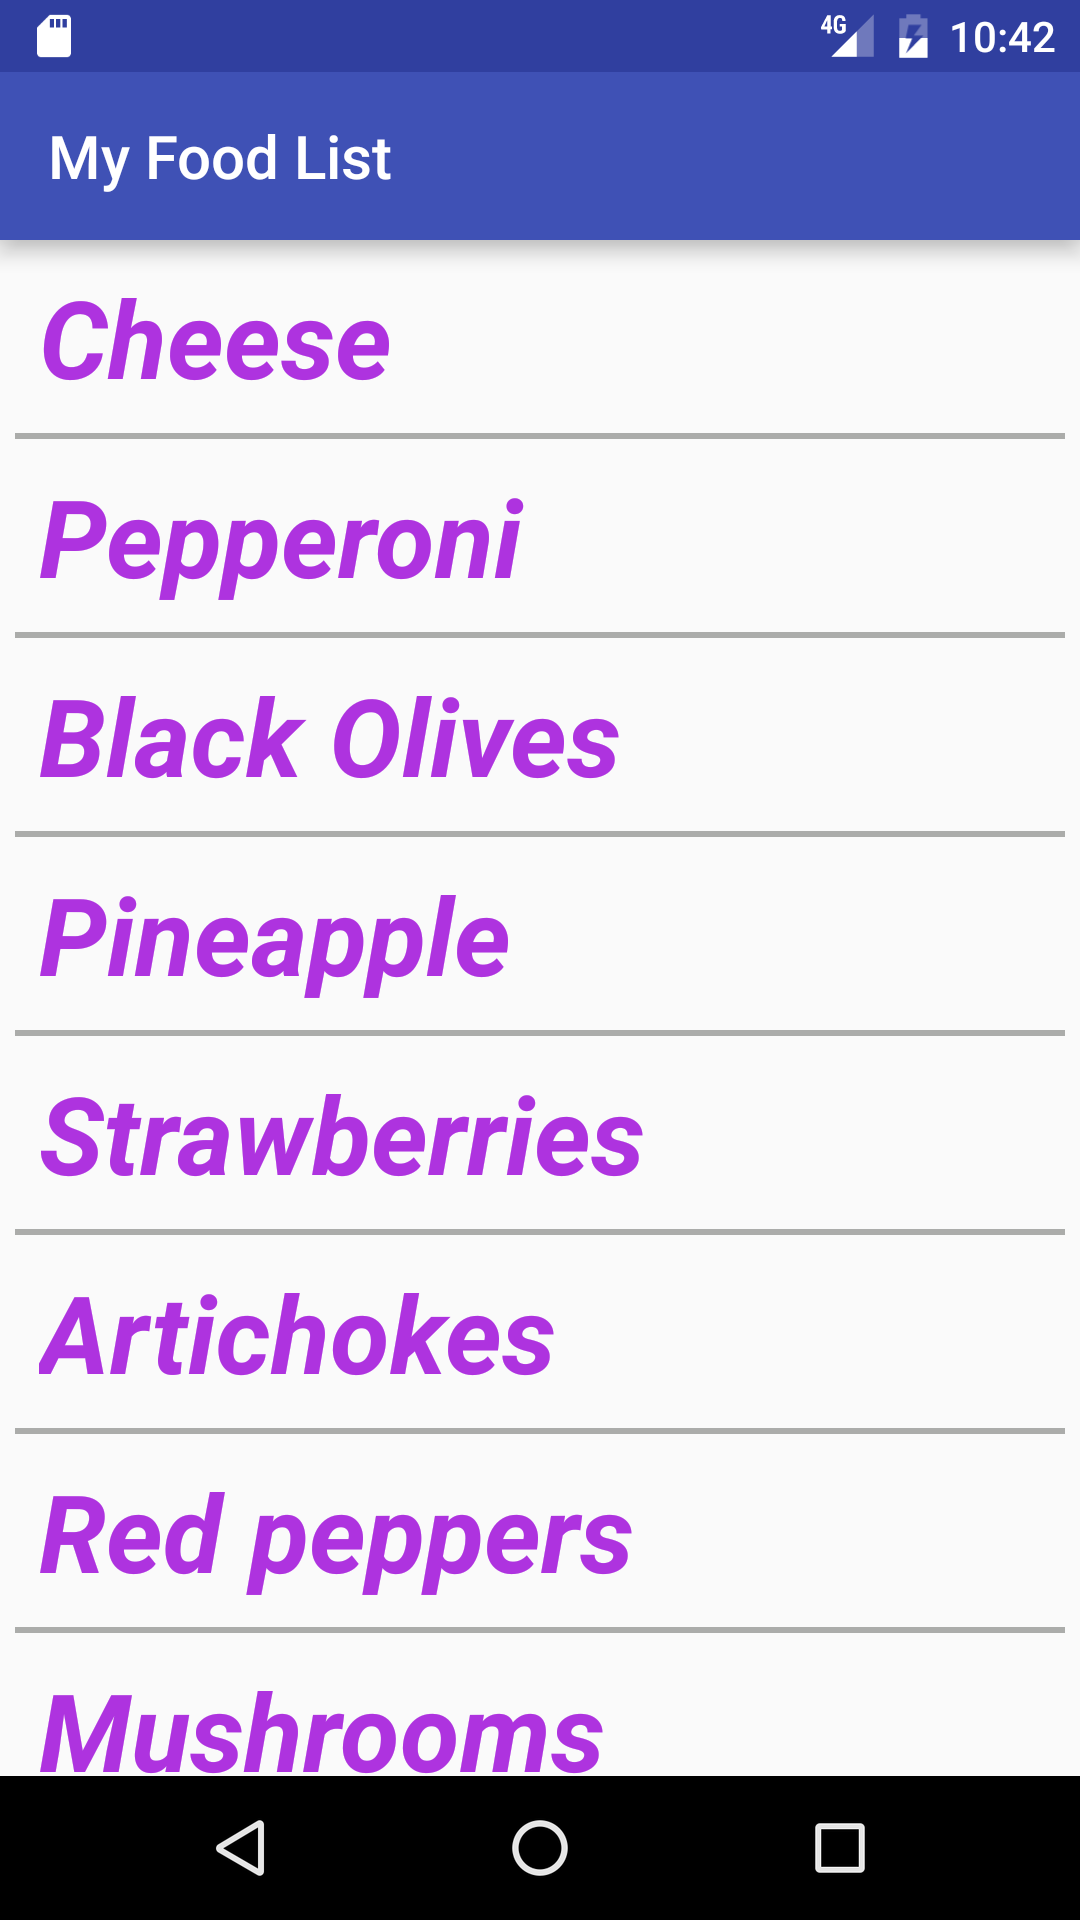 4G 10:42
My Food List
Cheese
Pepperoni
Black Olives
Pineapple
Strawberries
Artichokes
Red peppers
Mushrooms